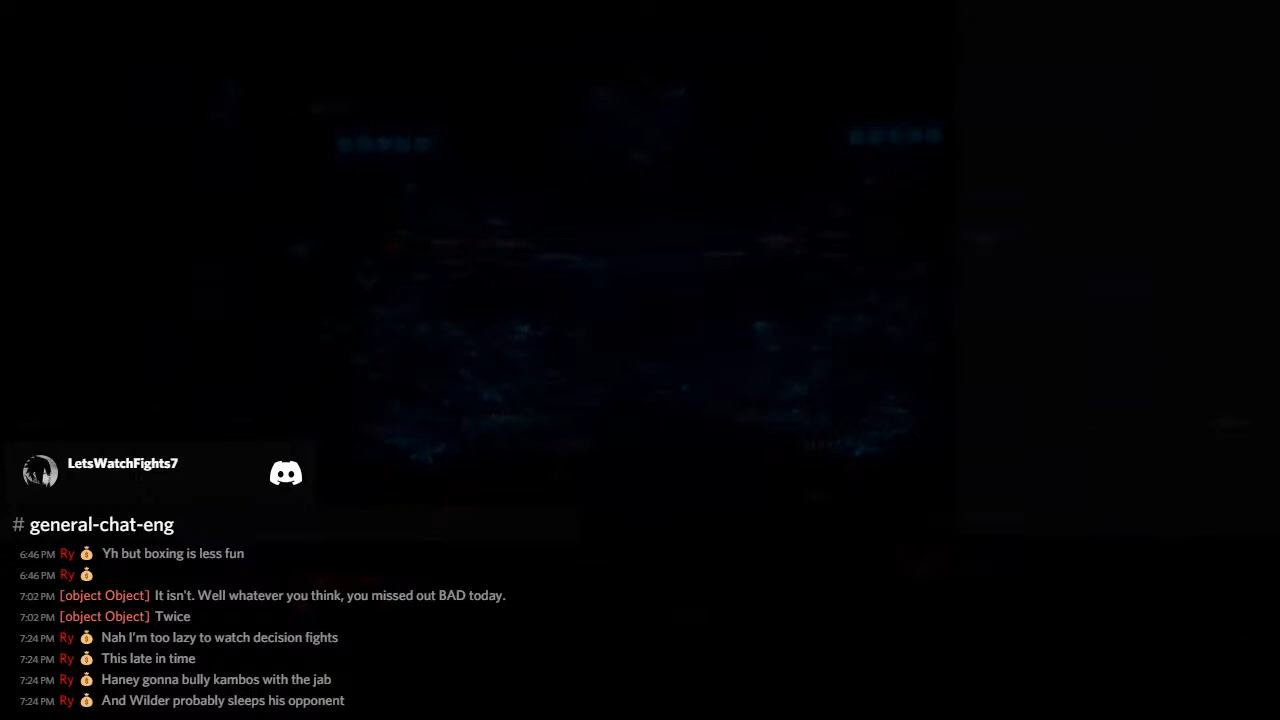 LetsWatchFights7
# general-chat-eng
6:46 PM Ry 💰 Yh but boxing is less fun
6:46 PM Ry 💰
7:02 PM [object Object] It isn't. Well whatever you think, you missed out BAD today.
7:02 PM [object Object] Twice
7:24 PM Ry 💰 Nah I'm too lazy to watch decision fights
7:24 PM Ry 💰 This late in time
7:24 PM Ry 💰 Haney gonna bully kambos with the jab
7:24 PM Ry 💰 And Wilder probably sleeps his opponent